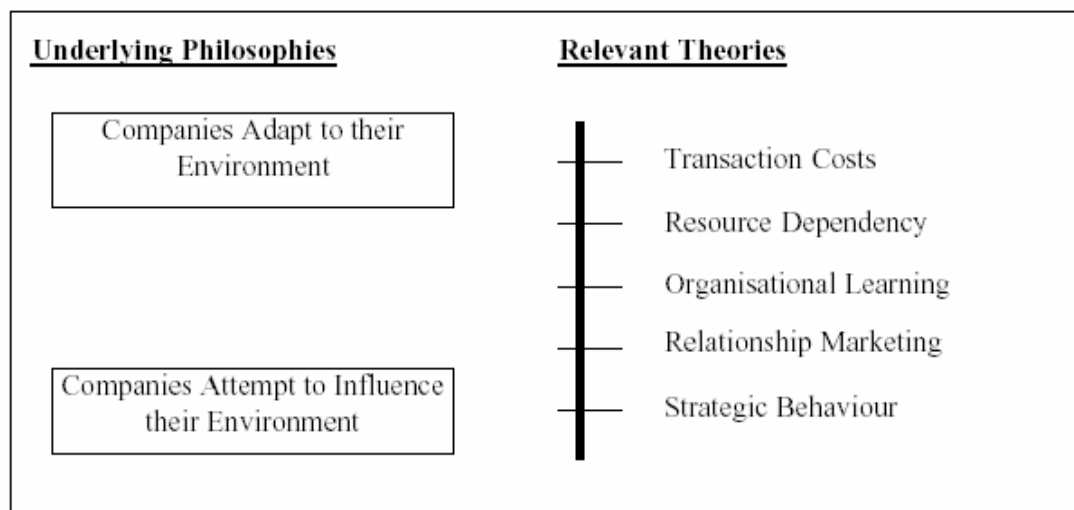 Underlying Philosophies
Relevant Theories
Companies Adapt to their
Environment
Transaction Costs
Resource Dependency
Organisational Learning
Relationship Marketing
Companies Attempt to Influence
their Environment
Strategic Behaviour